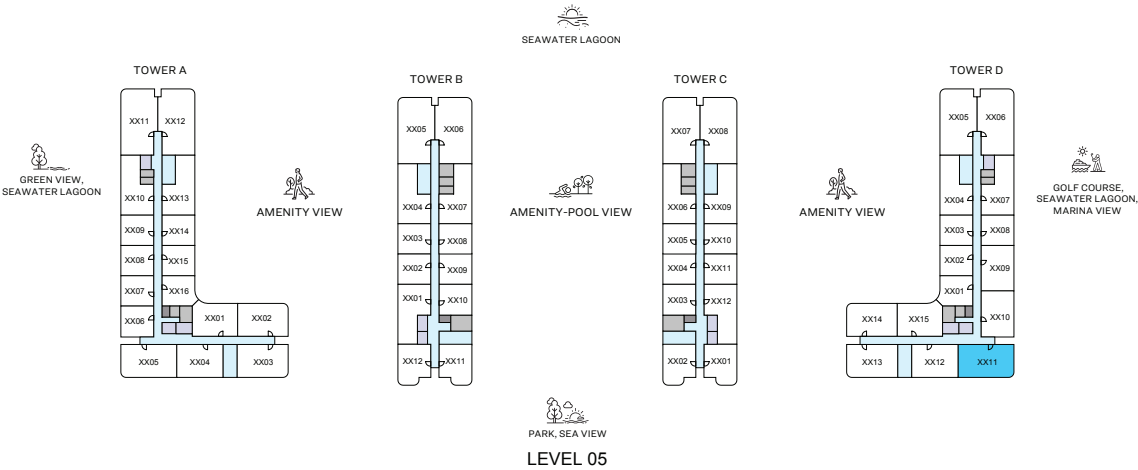 SEAWATER LAGOON
TOWER A
TOWER B
TOWER C
TOWER D
XX11 XX12
XX05 XX06
XX07 XX08
XX05 XX06
GREEN VIEW,
SEAWATER LAGOON
AMENITY VIEW
AMENITY-POOL VIEW
AMENITY VIEW
GOLF COURSE,
SEAWATER LAGOON,
MARINA VIEW
XX10 XX13
XX04 XX07
XX06 XX09
XX04 XX07
XX09 XX14
XX03 XX08
XX05 XX10
XX03 XX08
XX08 XX15
XX02 XX09
XX04 XX11
XX02 XX09
XX07 XX16
XX01 XX10
XX03 XX12
XX01 XX10
XX06 XX01 XX02
XX14 XX15
XX05 XX04 XX03
XX12 XX11
XX02 XX01
XX13 XX12 XX11
PARK, SEA VIEW
LEVEL 05